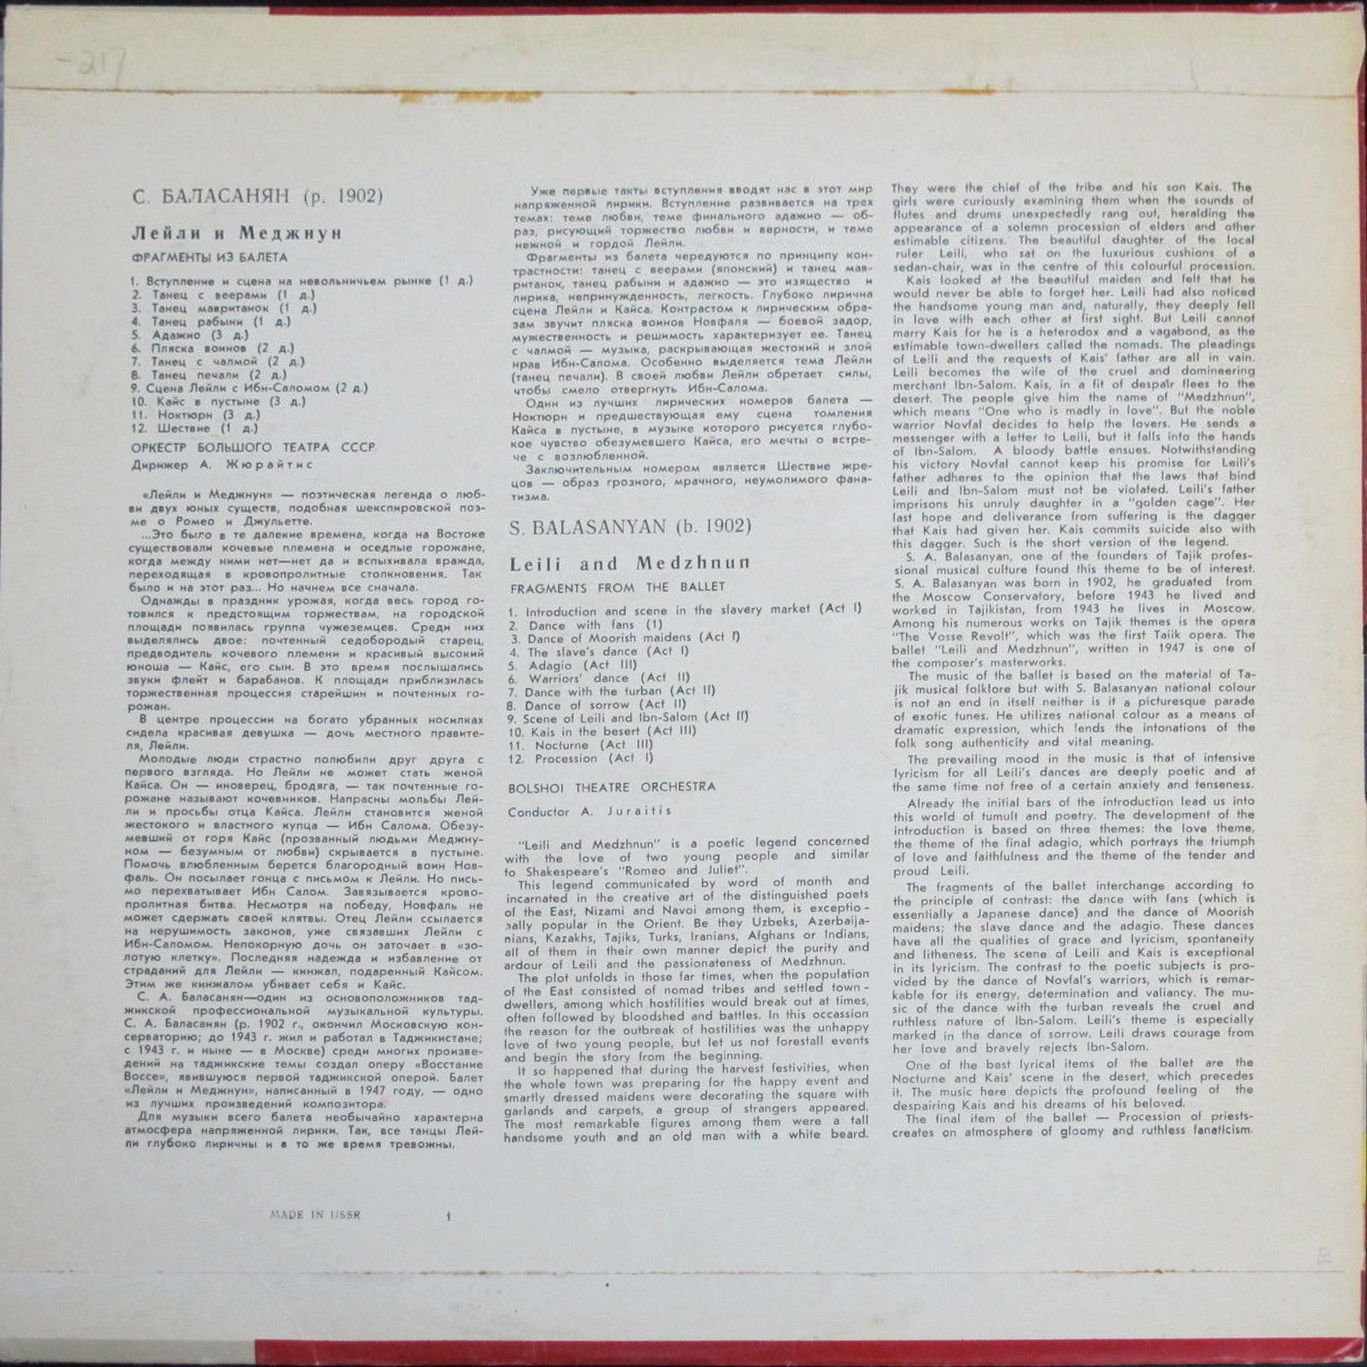 -217
С. БАЛАСАНЯН (р. 1902)
Лейли и Меджнун
ФРАГМЕНТЫ ИЗ БАЛЕТА
1. Вступление и сцена на невольничьем рынке (1 д.)
2. Танец с веерами (1 д.)
3. Танец мавританок (1 д.)
4. Танец рабыни (1 д.)
5. Адажио (3 д.)
6. Пляска воинов (2 д.)
7. Танец с чалмой (2 д.)
8. Танец печали (2 д.)
9. Сцена Лейли с Ибн-Саломом (2 д.)
10. Кайс в пустыне (3 д.)
11. Ноктюрн (3 д.)
12. Шествие (1 д.)
ОРКЕСТР БОЛЬШОГО ТЕАТРА СССР
Дирижер А. Жюрайтис
«Лейли и Меджнун» — поэтическая легенда о люб-
ви двух юных существ, подобная шекспировской поэ-
ме о Ромео и Джульетте.
...Это было в те далекие времена, когда на Востоке
существовали кочевые племена и оседлые горожане,
когда между ними нет—нет да и вспыхивала вражда,
переходящая в кровопролитные столкновения. Так
было и на этот раз... Но начнем все сначала.
Однажды в праздник урожая, когда весь город го-
товился к предстоящим торжествам, на городской
площади появилась группа чужеземцев. Среди них
выделялись двое: почтенный седобородый старец,
предводитель кочевого племени и красивый высокий
юноша — Кайс, его сын. В это время послышались
звуки флейт и барабанов. К площади приблизилась
торжественная процессия старейшин и почтенных го-
рожан.
В центре процессии на богато убранных носилках
сидела красивая девушка — дочь местного правите-
ля, Лейли.
Молодые люди страстно полюбили друг друга с
первого взгляда. Но Лейли не может стать женой
Кайса. Он — иноверец, бродяга, — так почтенные го-
рожане называют кочевников. Напрасны мольбы Лей-
ли и просьбы отца Кайса. Лейли становится женой
жестокого и властного купца — Ибн Салома. Обезу-
мевший от горя Кайс (прозванный людьми Меджну-
ном — безумным от любви) скрывается в пустыне.
Помочь влюбленным берется благородный воин Нов-
фаль. Он посылает гонца с письмом к Лейли. Но пись-
мо перехватывает Ибн Салом. Завязывается крово-
пролитная битва. Несмотря на победу, Новфаль не
может сдержать своей клятвы. Отец Лейли ссылается
на нерушимость законов, уже связавших Лейли с
Ибн-Саломом. Непокорную дочь он заточает в «зо-
лотую клетку». Последняя надежда и избавление от
страданий для Лейли — кинжал, подаренный Кайсом.
Этим же кинжалом убивает себя и Кайс.
С. А. Баласанян—один из основоположников тад-
жикской профессиональной музыкальной культуры.
С. А. Баласанян (р. 1902 г., окончил Московскую кон-
серваторию; до 1943 г. жил и работал в Таджикистане;
с 1943 г. и ныне — в Москве) среди многих произве-
дений на таджикские темы создал оперу «Восстание
Воссе», явившуюся первой таджикской оперой. Балет
«Лейли и Меджнун», написанный в 1947 году, — одно
из лучших произведений композитора.
Для музыки всего балета необычайно характерна
атмосфера напряженной лирики. Так, все танцы Лей-
ли глубоко лиричны и в то же время тревожны.
Уже первые такты вступления вводят нас в этот мир
напряженной лирики. Вступление развивается на трех
темах: теме любви, теме финального адажио — об-
раз, рисующий торжество любви и верности, и теме
нежной и гордой Лейли.
Фрагменты из балета чередуются по принципу кон-
трастности: танец с веерами (японский) и танец мав-
ританок, танец рабыни и адажио — это изящество и
лирика, непринужденность, легкость. Глубоко лирична
сцена Лейли и Кайса. Контрастом к лирическим обра-
зам звучит пляска воинов Новфаля — боевой задор,
мужественность и решимость характеризует ее. Танец
с чалмой — музыка, раскрывающая жестокий и злой
нрав Ибн-Салома. Особенно выделяется тема Лейли
(танец печали). В своей любви Лейли обретает силы,
чтобы смело отвергнуть Ибн-Салома.
Один из лучших лирических номеров балета —
Ноктюрн и предшествующая ему сцена томления
Кайса в пустыне, в музыке которого рисуется глубо-
кое чувство обезумевшего Кайса, его мечты о встре-
че с возлюбленной.
Заключительным номером является Шествие жре-
цов — образ грозного, мрачного, неумолимого фана-
тизма.
S. BALASANYAN (b. 1902)
Leili and Medzhnun
FRAGMENTS FROM THE BALLET
1. Introduction and scene in the slavery market (Act I)
2. Dance with fans (1)
3. Dance of Moorish maidens (Act I)
4. The slave's dance (Act I)
5. Adagio (Act III)
6. Warriors' dance (Act II)
7. Dance with the turban (Act II)
8. Dance of sorrow (Act II)
9. Scene of Leili and Ibn-Salom (Act II)
10. Kais in the besert (Act III)
11. Nocturne (Act III)
12. Procession (Act I)
BOLSHOI THEATRE ORCHESTRA
Conductor A. Juraitis
"Leili and Medzhnun" is a poetic legend concerned
with the love of two young people and similar
to Shakespeare's "Romeo and Juliet".
This legend communicated by word of month and
incarnated in the creative art of the distinguished poets
of the East, Nizami and Navoi among them, is exceptio-
nally popular in the Orient. Be they Uzbeks, Azerbaija-
nians, Kazakhs, Tajiks, Turks, Iranians, Afghans or Indians,
all of them in their own manner depict the purity and
ardour of Leili and the passionateness of Medzhnun.
The plot unfolds in those far times, when the population
of the East consisted of nomad tribes and settled town-
dwellers, among which hostilities would break out at times,
often followed by bloodshed and battles. In this occassion
the reason for the outbreak of hostilities was the unhappy
love of two young people, but let us not forestall events
and begin the story from the beginning.
It so happened that during the harvest festivities, when
the whole town was preparing for the happy event and
smartly dressed maidens were decorating the square with
garlands and carpets, a group of strangers appeared.
The most remarkable figures among them were a tall
handsome youth and an old man with a white beard.
They were the chief of the tribe and his son Kais. The
girls were curiously examining them when the sounds of
flutes and drums unexpectedly rang out, heralding the
appearance of a solemn procession of elders and other
estimable citizens. The beautiful daughter of the local
ruler Leili, who sat on the luxurious cushions of a
sedan-chair, was in the centre of this colourful procession.
Kais looked at the beautiful maiden and felt that he
would never be able to forget her. Leili had also noticed
the handsome young man and, naturally, they deeply fell
in love with each other at first sight. But Leili cannot
marry Kais for he is a heterodox and a vagabond, as the
estimable town-dwellers called the nomads. The pleadings
of Leili and the requests of Kais' father are all in vain.
Leili becomes the wife of the cruel and domineering
merchant Ibn-Salom. Kais, in a fit of despair flees to the
desert. The people give him the name of "Medzhnun",
which means "One who is madly in love". But the noble
warrior Novfal decides to help the lovers. He sends a
messenger with a letter to Leili, but it falls into the hands
of Ibn-Salom. A bloody battle ensues. Notwithstanding
his victory Novfal cannot keep his promise for Leili's
father adheres to the opinion that the laws that bind
Leili and Ibn-Salom must not be violated. Leili's father
imprisons his unruly daughter in a "golden cage". Her
last hope and deliverance from suffering is the dagger
that Kais had given her. Kais commits suicide also with
this dagger. Such is the short version of the legend.
S. A. Balasanyan, one of the founders of Tajik profes-
sional musical culture found this theme to be of interest.
S. A. Balasanyan was born in 1902, he graduated from
the Moscow Conservatory, before 1943 he lived and
worked in Tajikistan, from 1943 he lives in Moscow.
Among his numerous works on Tajik themes is the opera
"The Vosse Revolt", which was the first Taiik opera. The
ballet "Leili and Medzhnun", written in 1947 is one of
the composer's masterworks.
The music of the ballet is based on the material of Ta-
jik musical folklore but with S. Balasanyan national colour
is not an end in itself neither is it a picturesque parade
of exotic tunes. He utilizes national colour as a means of
dramatic expression, which lends the intonations of the
folk song authenticity and vital meaning.
The prevailing mood in the music is that of intensive
lyricism for all Leili's dances are deeply poetic and at
the same time not free of a certain anxiety and tenseness.
Already the initial bars of the introduction lead us into
this world of tumult and poetry. The development of the
introduction is based on three themes: the love theme,
the theme of the final adagio, which portrays the triumph
of love and faithfulness and the theme of the tender and
proud Leili.
The fragments of the ballet interchange according to
the principle of contrast: the dance with fans (which is
essentially a Japanese dance) and the dance of Moorish
maidens; the slave dance and the adagio. These dances
have all the qualities of grace and lyricism, spontaneity
and litheness. The scene of Leili and Kais is exceptional
in its lyricism. The contrast to the poetic subjects is pro-
vided by the dance of Novfal's warriors, which is remar-
kable for its energy, determination and valiancy. The mu-
sic of the dance with the turban reveals the cruel and
ruthless nature of Ibn-Salom. Leili's theme is especially
marked in the dance of sorrow. Leili draws courage from
her love and bravely rejects Ibn-Salom.
One of the best lyrical items of the ballet are the
Nocturne and Kais' scene in the desert, which precedes
it. The music here depicts the profound feeling of the
despairing Kais and his dreams of his beloved.
The final item of the ballet — Procession of priests-
creates on atmosphere of gloomy and ruthless fanaticism.
MADE IN USSR
1
E